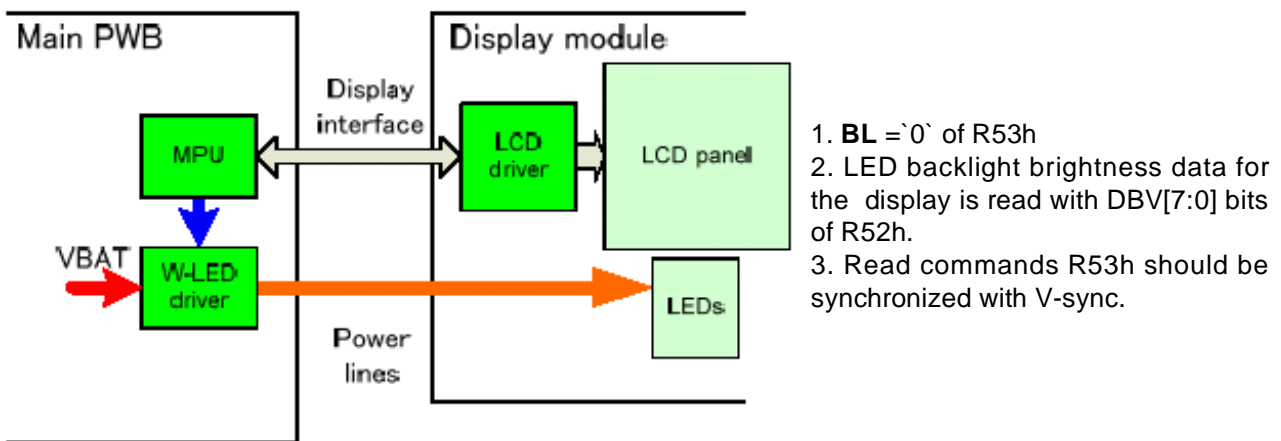 Main PWB
Display module
Display
interface
MPU
LCD
driver
LCD panel
VBAT
W-LED
driver
LEDs
Power
lines
1. BL =`0` of R53h
2. LED backlight brightness data for
the display is read with DBV[7:0] bits
of R52h.
3. Read commands R53h should be
synchronized with V-sync.